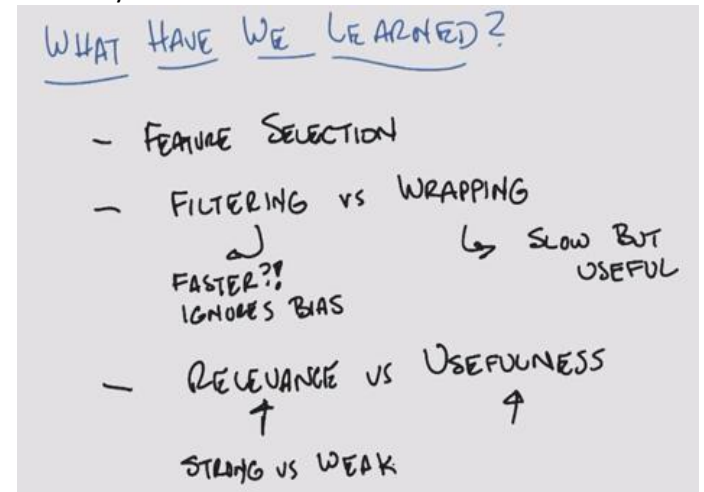 WHAT HAVE WE LEARNED?
- FEATURE SELECTION
- FILTERING vs WRAPPING
FASTER?!
IGNORES BIAS
SLOW BUT
USEFUL
- RELEVANCE vs USEFULNESS
STRONG vs WEAK